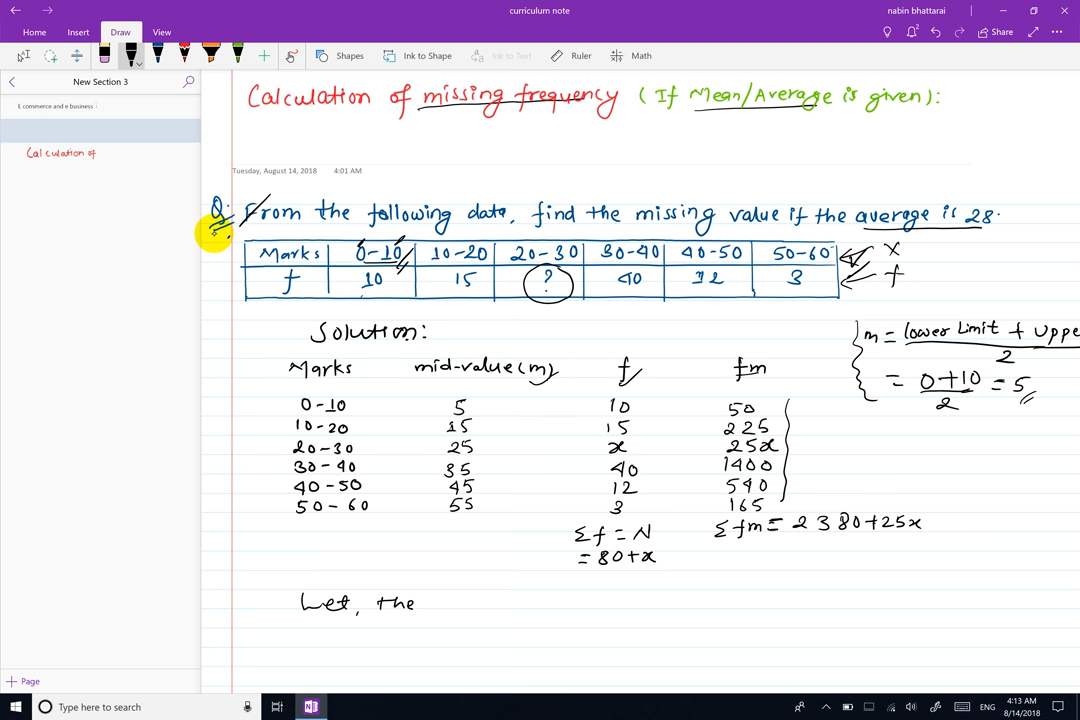 curriculum note
nabin bhattarai
Home Insert Draw View
Share
Shapes Ink to Shape Ink to Text Ruler Math
New Section 3
E commerce and e business
Calculation of
Calculation of missing frequency (If Mean/Average is given):
Tuesday, August 14, 2018 4:01 AM
Q: From the following data, find the missing value if the average is 28.
Marks 0-10 10-20 20-30 30-40 40-50 50-60 x
f 10 15 ? 40 12 3 f
Solution:
m = lower Limit + Uppe
2
= 0+10 = 5
2
Marks mid-value(m) f fm
0-10 5 10 50
10-20 15 15 225
20-30 25 x 25x
30-40 35 40 1400
40-50 45 12 540
50-60 55 3 165
Σf = N Σfm = 2380+25x
= 80+x
Let, the
Page
Type here to search
ENG
4:13 AM
8/14/2018